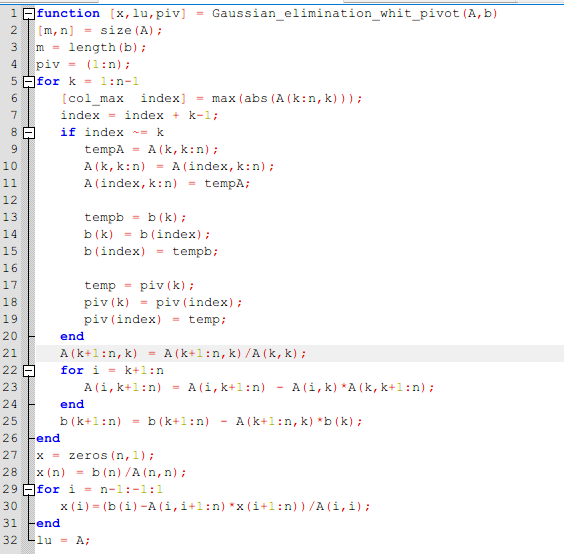 1 function [x,lu,piv] = Gaussian_elimination_whit_pivot(A,b)
2 [m,n] = size(A);
3 m = length(b);
4 piv = (1:n);
5 for k = 1:n-1
6 [col_max index] = max(abs(A(k:n,k)));
7 index = index + k-1;
8 if index ~= k
9 tempA = A(k,k:n);
10 A(k,k:n) = A(index,k:n);
11 A(index,k:n) = tempA;
12
13 tempb = b(k);
14 b(k) = b(index);
15 b(index) = tempb;
16
17 temp = piv(k);
18 piv(k) = piv(index);
19 piv(index) = temp;
20 end
21 A(k+1:n,k) = A(k+1:n,k)/A(k,k);
22 for i = k+1:n
23 A(i,k+1:n) = A(i,k+1:n) - A(i,k)*A(k,k+1:n);
24 end
25 b(k+1:n) = b(k+1:n) - A(k+1:n,k)*b(k);
26 end
27 x = zeros(n,1);
28 x(n) = b(n)/A(n,n);
29 for i = n-1:-1:1
30 x(i)=(b(i)-A(i,i+1:n)*x(i+1:n))/A(i,i);
31 end
32 lu = A;